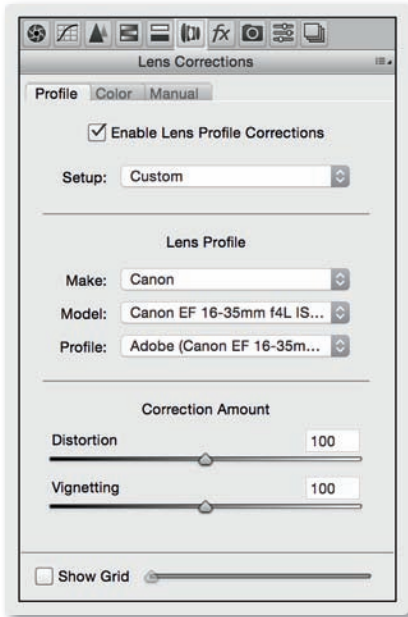 fx
Lens Corrections
Profile Color Manual
Enable Lens Profile Corrections
Setup: Custom
Lens Profile
Make: Canon
Model: Canon EF 16-35mm f4L IS...
Profile: Adobe (Canon EF 16-35m...
Correction Amount
Distortion 100
Vignetting 100
Show Grid